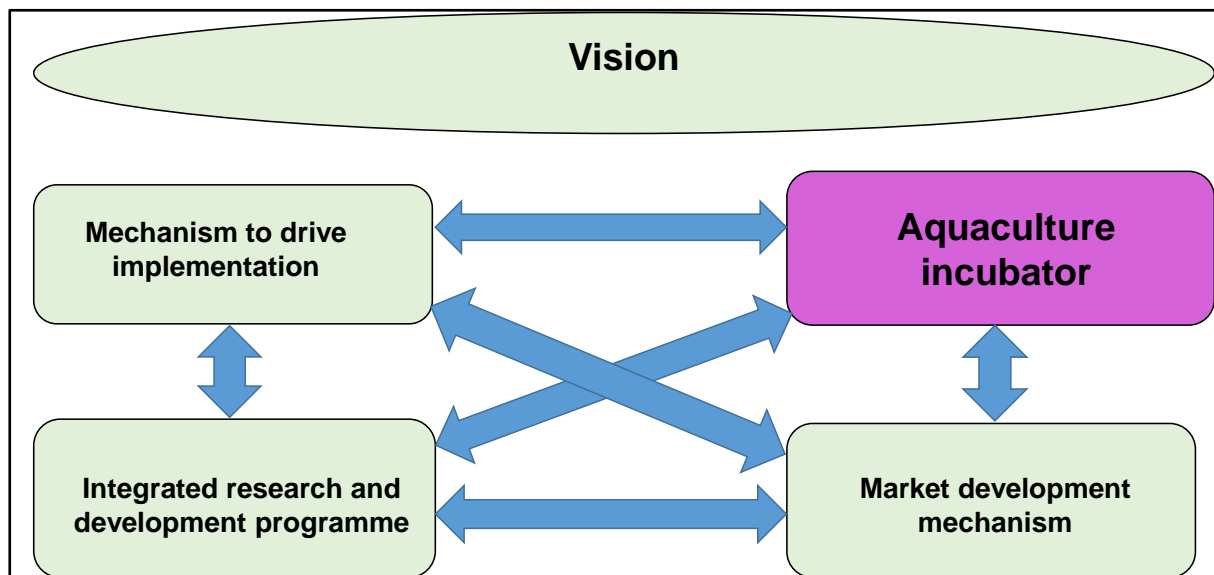 Vision
Mechanism to drive
implementation
Aquaculture
incubator
Integrated research and
development programme
Market development
mechanism